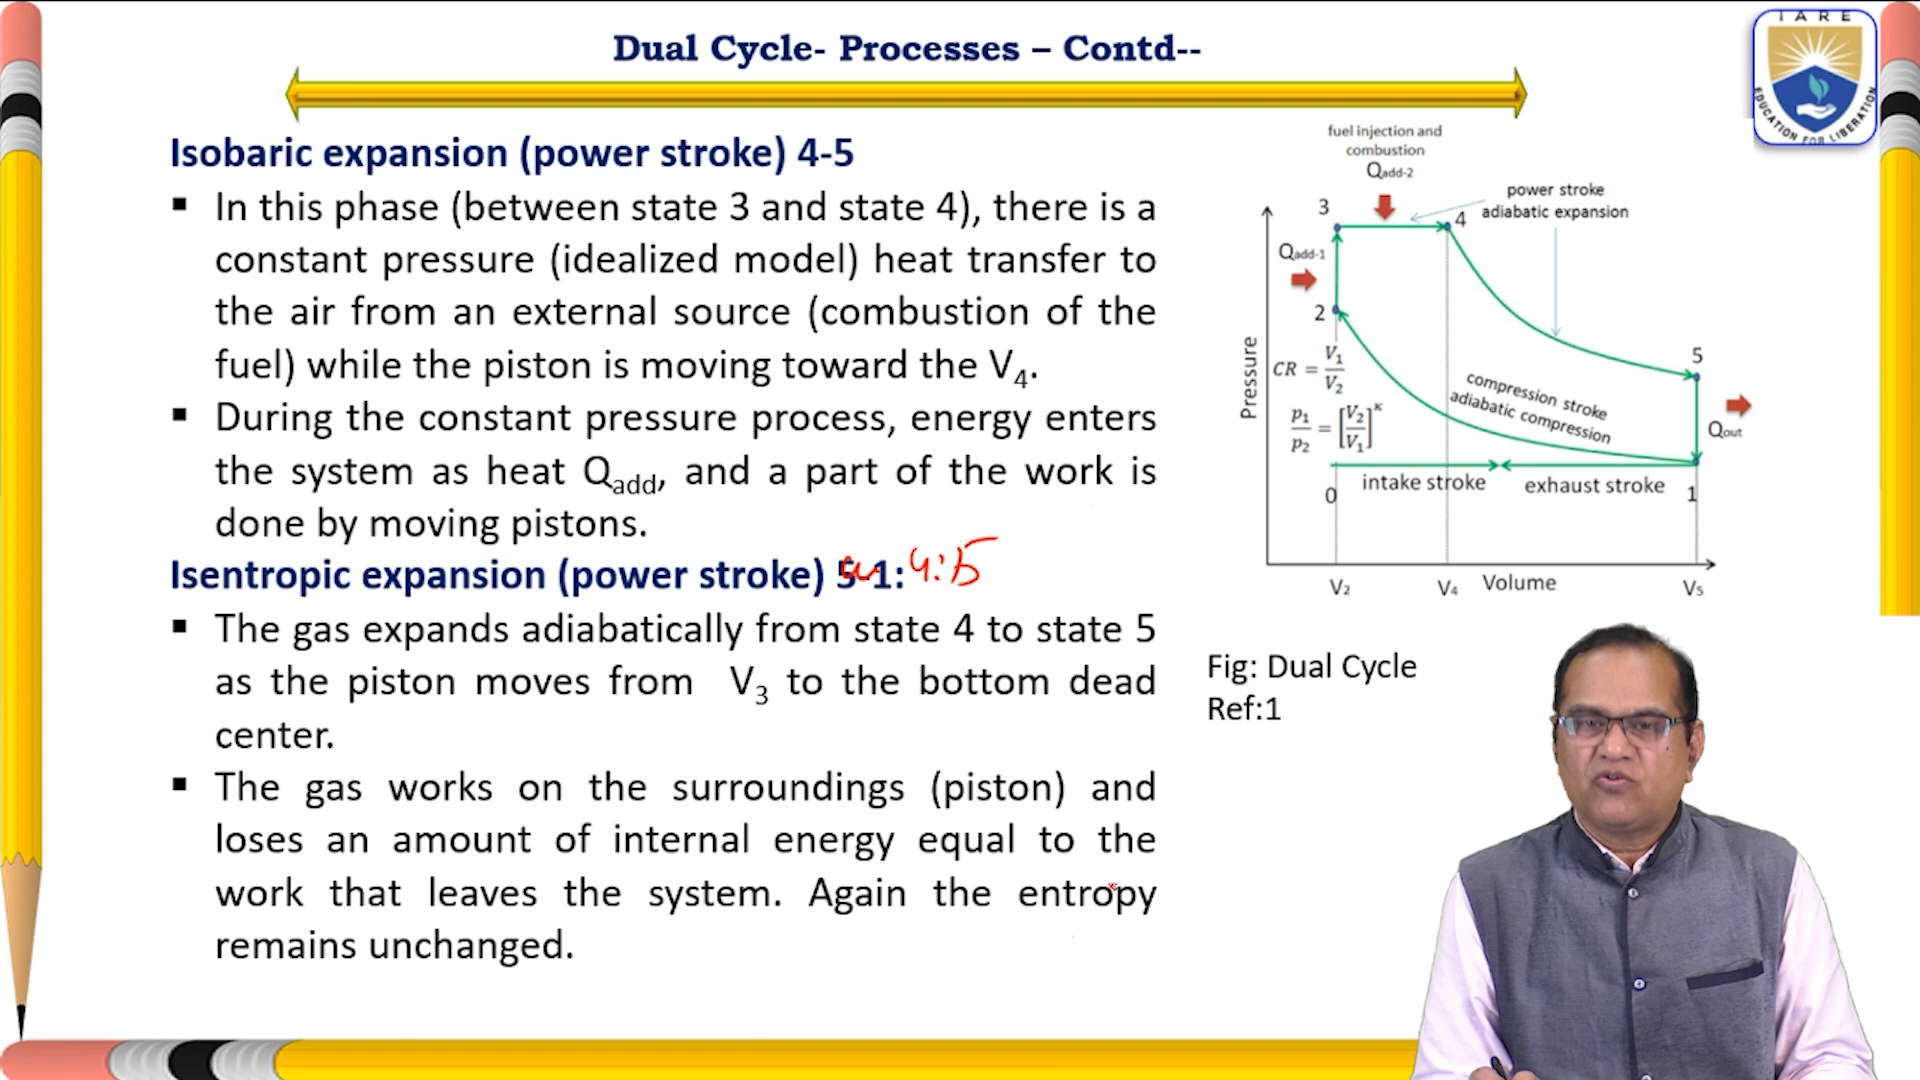 Dual Cycle- Processes – Contd--
IARE
EDUCATION FOR LIBERATION
Isobaric expansion (power stroke) 4-5
▪ In this phase (between state 3 and state 4), there is a
constant pressure (idealized model) heat transfer to
the air from an external source (combustion of the
fuel) while the piston is moving toward the V4.
▪ During the constant pressure process, energy enters
the system as heat Qadd, and a part of the work is
done by moving pistons.
Isentropic expansion (power stroke) 5-1: 4:5
▪ The gas expands adiabatically from state 4 to state 5
as the piston moves from V3 to the bottom dead
center.
▪ The gas works on the surroundings (piston) and
loses an amount of internal energy equal to the
work that leaves the system. Again the entropy
remains unchanged.
fuel injection and
combustion
Qadd-2
power stroke
adiabatic expansion
3
4
Qadd-1
2
Pressure
CR = V1/V2
p1/p2 = [V2/V1]^κ
compression stroke
adiabatic compression
5
Qout
intake stroke
exhaust stroke
0
1
V2
V4
Volume
V5
Fig: Dual Cycle
Ref:1